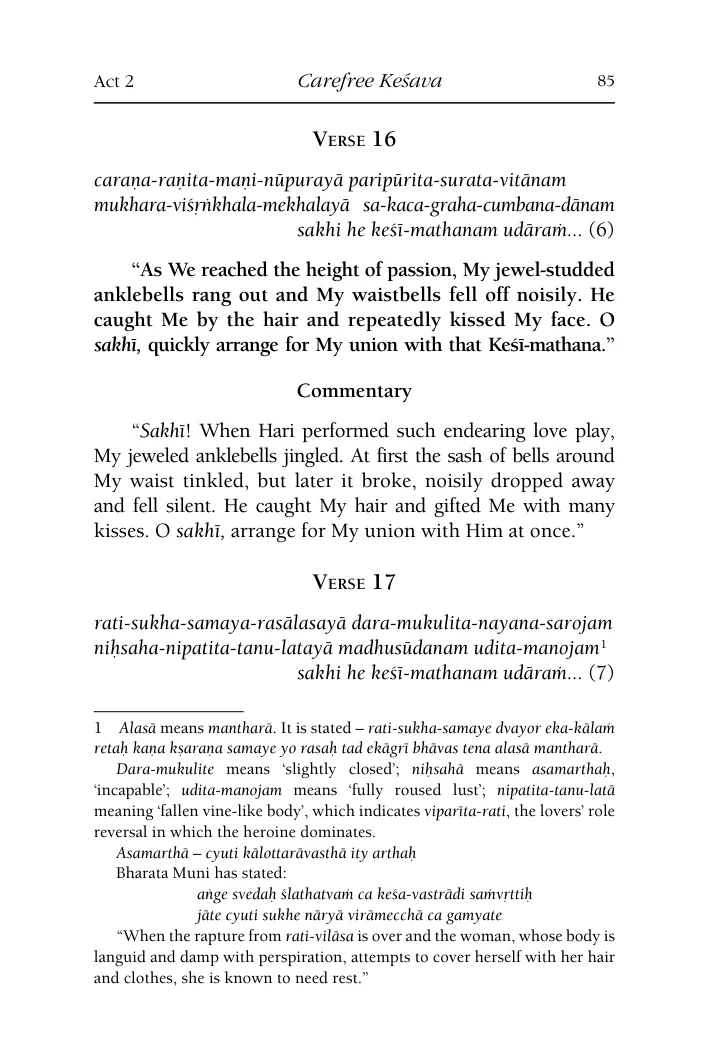 Act 2 Carefree Keśava 85
Verse 16
caraṇa-raṇita-maṇi-nūpurayā paripūrita-surata-vitānam
mukhara-viśṛṅkhala-mekhalayā sa-kaca-graha-cumbana-dānam
sakhi he keśī-mathanam udāraṁ... (6)
“As We reached the height of passion, My jewel-studded
anklebells rang out and My waistbells fell off noisily. He
caught Me by the hair and repeatedly kissed My face. O
sakhī, quickly arrange for My union with that Keśī-mathana.”
Commentary
“Sakhī! When Hari performed such endearing love play,
My jeweled anklebells jingled. At first the sash of bells around
My waist tinkled, but later it broke, noisily dropped away
and fell silent. He caught My hair and gifted Me with many
kisses. O sakhī, arrange for My union with Him at once.”
Verse 17
rati-sukha-samaya-rasālasayā dara-mukulita-nayana-sarojam
niḥsaha-nipatita-tanu-latayā madhusūdanam udita-manojam¹
sakhi he keśī-mathanam udāraṁ... (7)
1 Alasā means mantharā. It is stated – rati-sukha-samaye dvayor eka-kālaṁ
retaḥ kaṇa kṣaraṇa samaye yo rasaḥ tad ekāgrī bhāvas tena alasā mantharā.
Dara-mukulite means ‘slightly closed’; niḥsahā means asamarthaḥ,
‘incapable’; udita-manojam means ‘fully roused lust’; nipatita-tanu-latā
meaning ‘fallen vine-like body’, which indicates viparīta-rati, the lovers’ role
reversal in which the heroine dominates.
Asamarthā – cyuti kālottarāvasthā ity arthaḥ
Bharata Muni has stated:
aṅge svedaḥ ślathatvaṁ ca keśa-vastrādi saṁvṛttiḥ
jāte cyuti sukhe nāryā virāmecchā ca gamyate
“When the rapture from rati-vilāsa is over and the woman, whose body is
languid and damp with perspiration, attempts to cover herself with her hair
and clothes, she is known to need rest.”